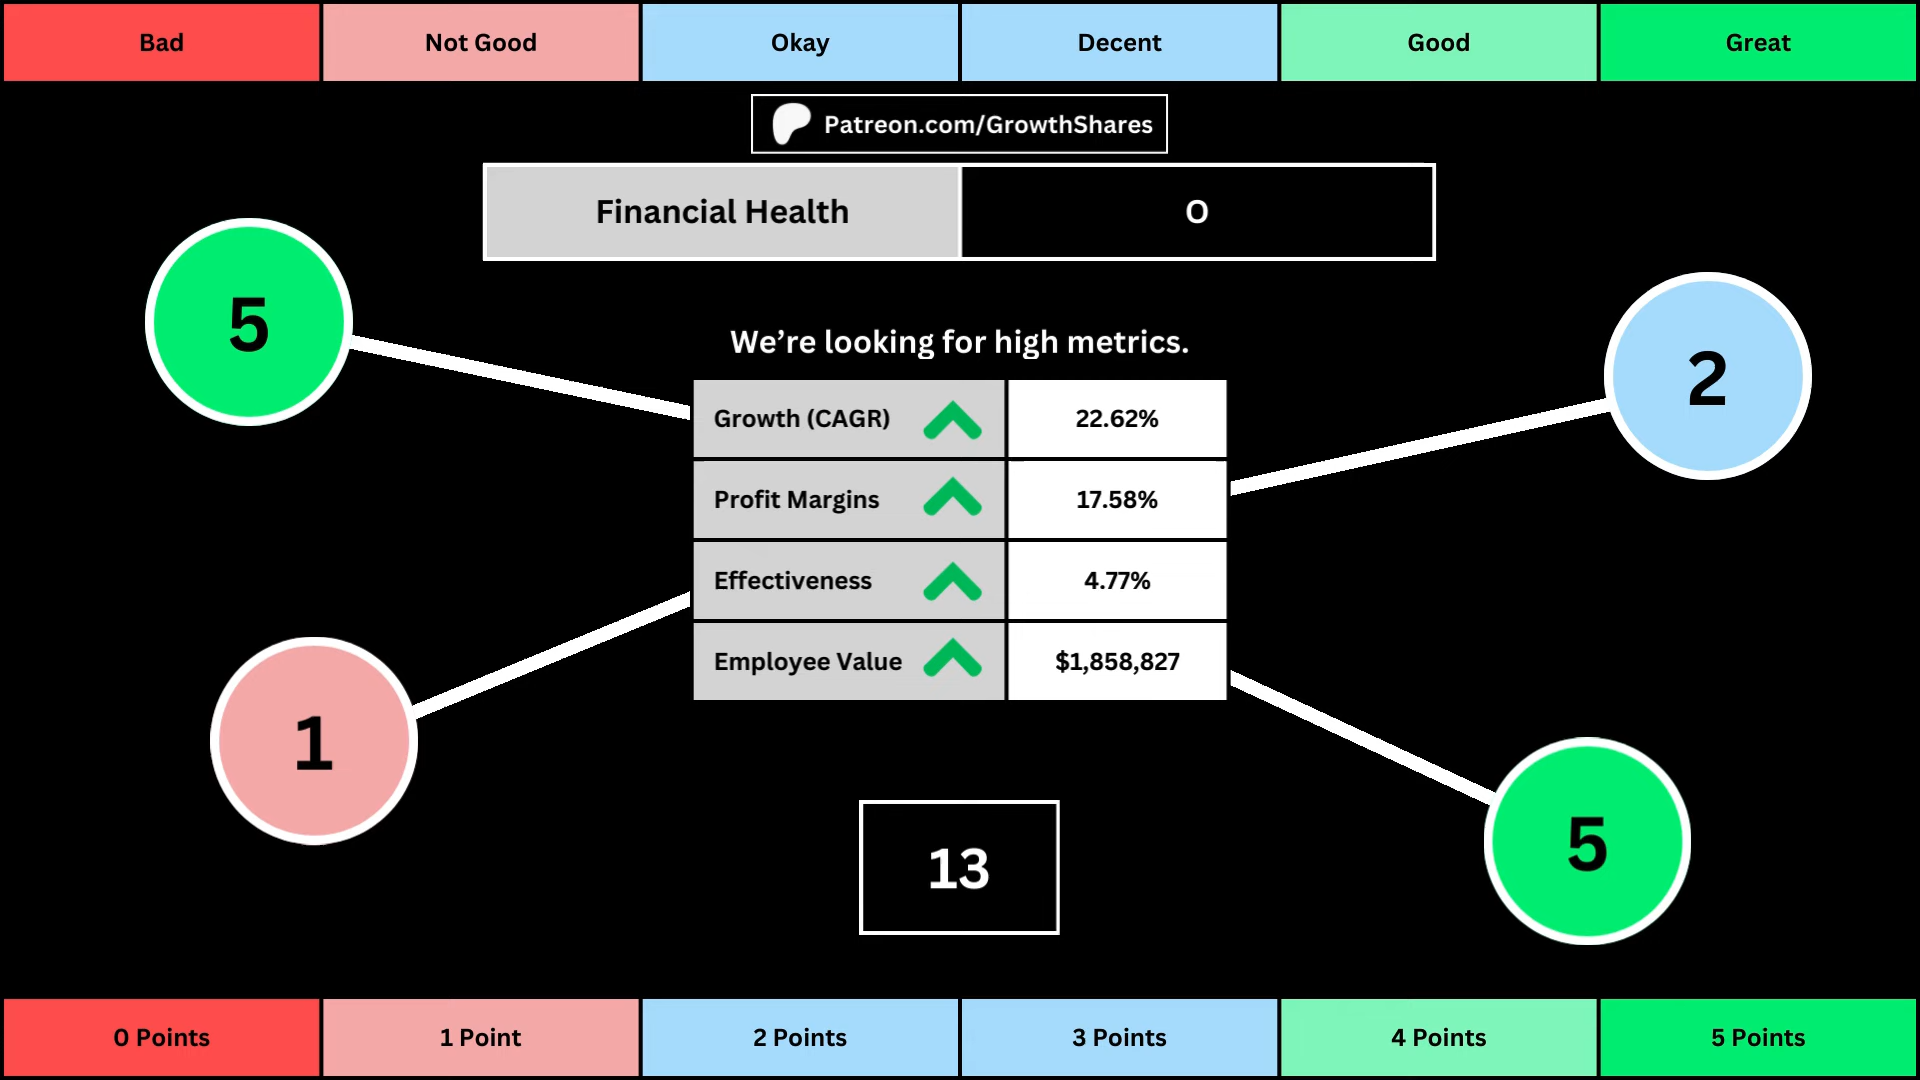 Bad
Not Good
Okay
Decent
Good
Great
Patreon.com/GrowthShares
Financial Health
O
5
2
We’re looking for high metrics.
Growth (CAGR) 22.62%
Profit Margins 17.58%
Effectiveness 4.77%
Employee Value $1,858,827
1
5
13
0 Points
1 Point
2 Points
3 Points
4 Points
5 Points